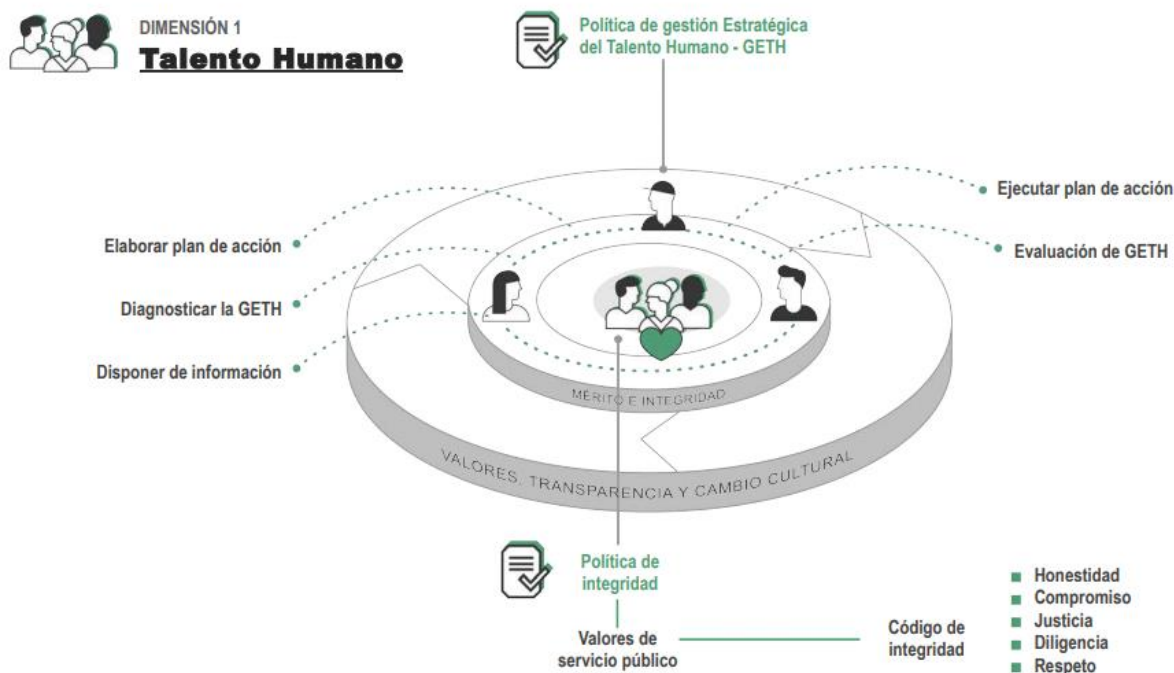 DIMENSIÓN 1
Talento Humano
Política de gestión Estratégica
del Talento Humano - GETH
Ejecutar plan de acción
Elaborar plan de acción
Evaluación de GETH
Diagnosticar la GETH
Disponer de información
MÉRITO E INTEGRIDAD
VALORES, TRANSPARENCIA Y CAMBIO CULTURAL
Política de
integridad
Valores de
servicio público
Código de
integridad
Honestidad
Compromiso
Justicia
Diligencia
Respeto